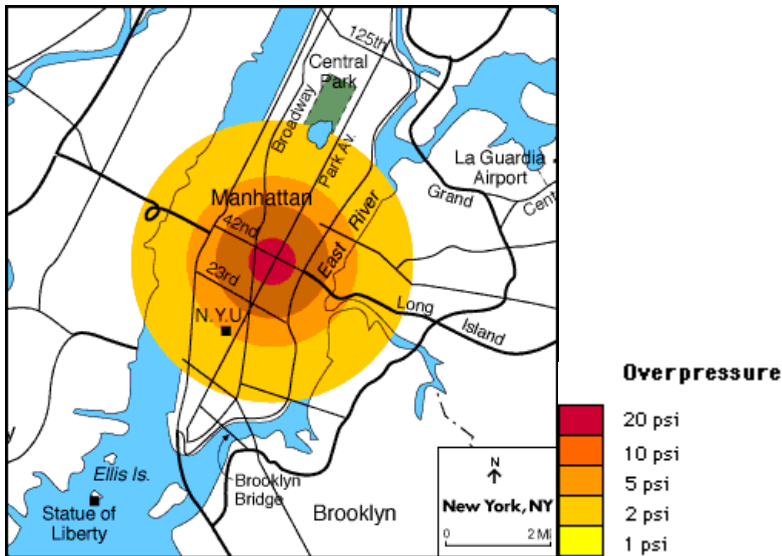 125th
Central
Park
Broadway
Park Av.
La Guardia
Airport
Grand
Cent
Manhattan
42nd
East River
23rd
N.Y.U.
Long
Island
Ellis Is.
Statue of
Liberty
Brooklyn
Bridge
Brooklyn
N
New York, NY
0 2 Mi
Overpressure
20 psi
10 psi
5 psi
2 psi
1 psi